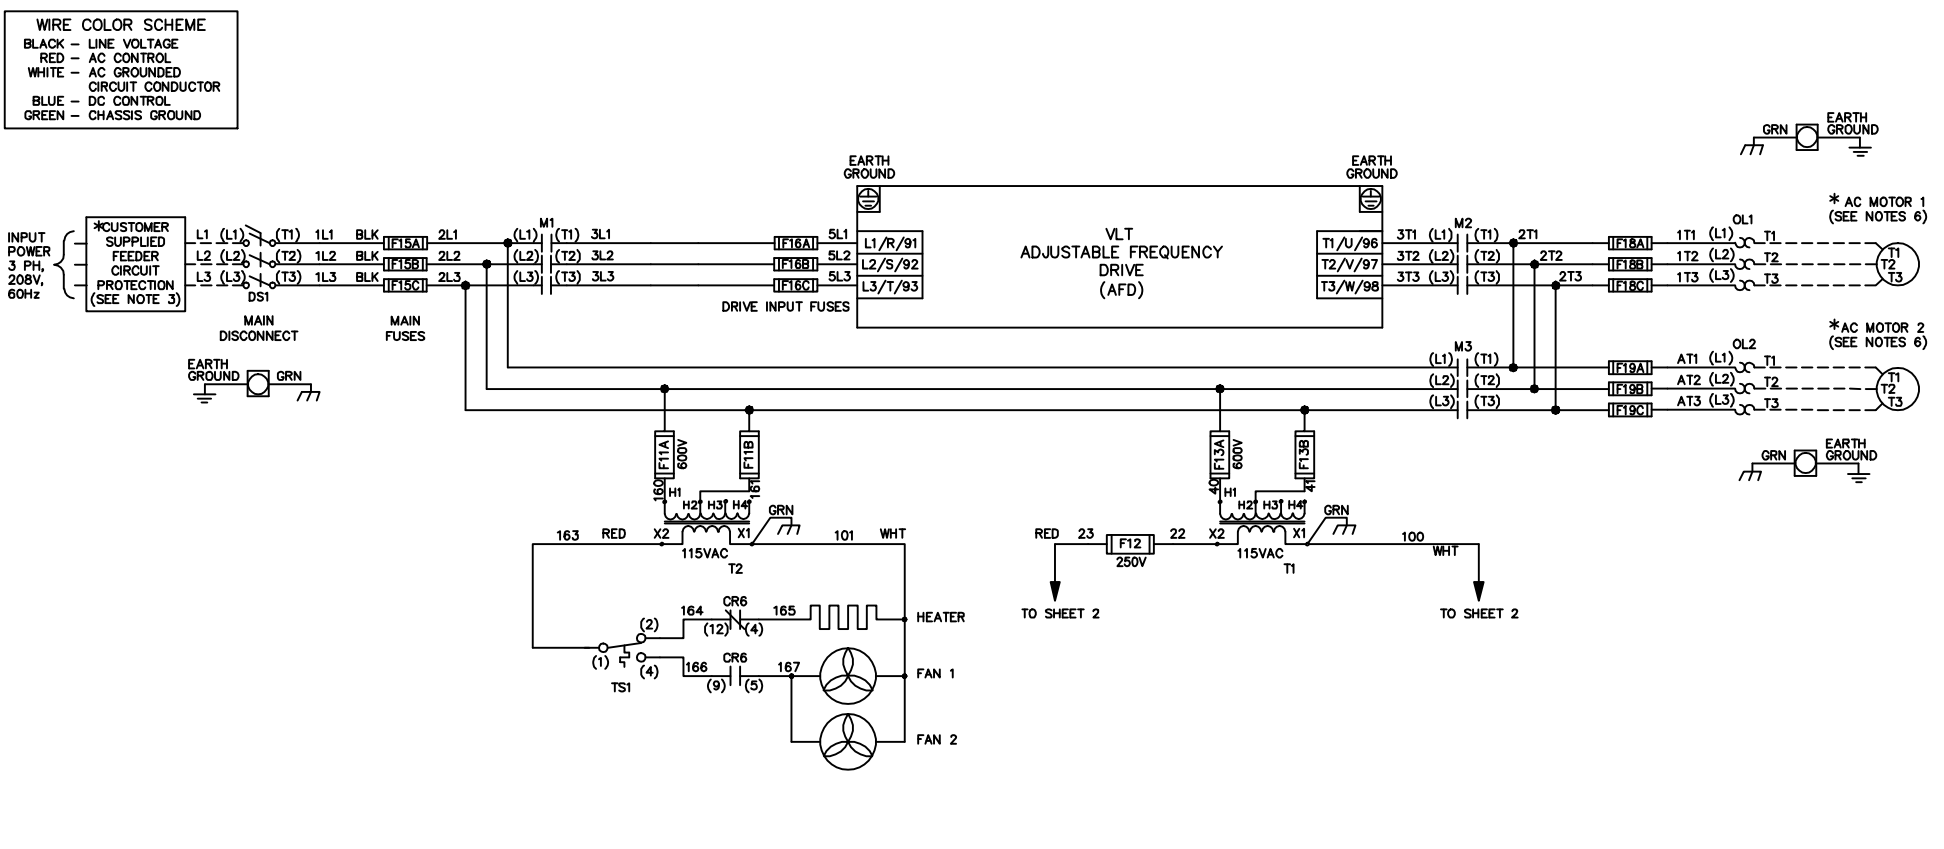 WIRE COLOR SCHEME
BLACK – LINE VOLTAGE
RED – AC CONTROL
WHITE – AC GROUNDED
CIRCUIT CONDUCTOR
BLUE – DC CONTROL
GREEN – CHASSIS GROUND
GRN
EARTH
GROUND
EARTH
GROUND
EARTH
GROUND
INPUT
POWER
3 PH,
208V,
60Hz
*CUSTOMER
SUPPLIED
FEEDER
CIRCUIT
PROTECTION
(SEE NOTE 3)
L1 (L1) (T1) 1L1 BLK F15A 2L1 (L1) M1 (T1) 3L1 F16A 5L1 L1/R/91
L2 (L2) (T2) 1L2 BLK F15B 2L2 (L2) (T2) 3L2 F16B 5L2 L2/S/92
L3 (L3) (T3) 1L3 BLK F15C 2L3 (L3) (T3) 3L3 F16C 5L3 L3/T/93
DS1
MAIN
DISCONNECT
MAIN
FUSES
DRIVE INPUT FUSES
VLT
ADJUSTABLE FREQUENCY
DRIVE
(AFD)
T1/U/96 3T1 (L1) M2 (T1) 2T1 F18A 1T1 (L1) OL1 T1
T2/V/97 3T2 (L2) (T2) 2T2 F18B 1T2 (L2) T2
T3/W/98 3T3 (L3) (T3) 2T3 F18C 1T3 (L3) T3
* AC MOTOR 1
(SEE NOTES 6)
T1
T2
T3
EARTH
GROUND
GRN
M3
(L1) (T1) F19A AT1 (L1) OL2 T1
(L2) (T2) F19B AT2 (L2) T2
(L3) (T3) F19C AT3 (L3) T3
*AC MOTOR 2
(SEE NOTES 6)
T1
T2
T3
GRN
EARTH
GROUND
F11A
600V
F11B
160
161
H1 H2 H3 H4
GRN
163 RED X2 X1 101 WHT
115VAC
T2
F13A
600V
F13B
40
41
H1 H2 H3 H4
GRN
RED 23 F12 22 X2 X1 100
WHT
250V
115VAC
T1
TO SHEET 2
TO SHEET 2
164 CR6 165 HEATER
(12) (4)
(2)
(1)
(4)
TS1
166 CR6 167 FAN 1
(9) (5)
FAN 2